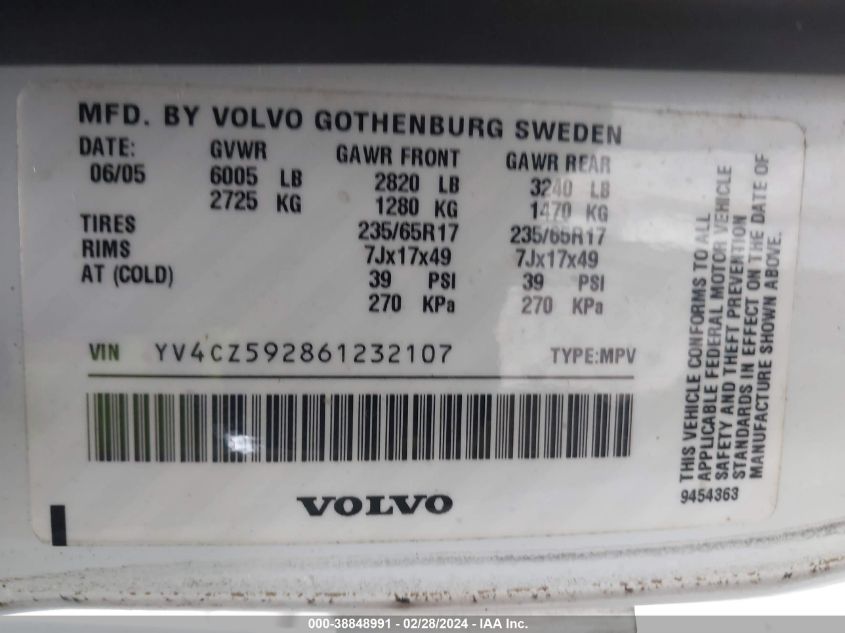 MFD. BY VOLVO GOTHENBURG SWEDEN
DATE: GVWR GAWR FRONT GAWR REAR
06/05 6005 LB 2820 LB 3240 LB
2725 KG 1280 KG 1470 KG
TIRES 235/65R17 235/65R17
RIMS 7Jx17x49 7Jx17x49
AT (COLD) 39 PSI 39 PSI
270 KPa 270 KPa
VIN YV4CZ592861232107 TYPE:MPV
VOLVO
THIS VEHICLE CONFORMS TO ALL
APPLICABLE FEDERAL MOTOR VEHICLE
SAFETY AND THEFT PREVENTION
STANDARDS IN EFFECT ON THE DATE OF
MANUFACTURE SHOWN ABOVE.
9454363
000-38848991 - 02/28/2024 - IAA Inc.